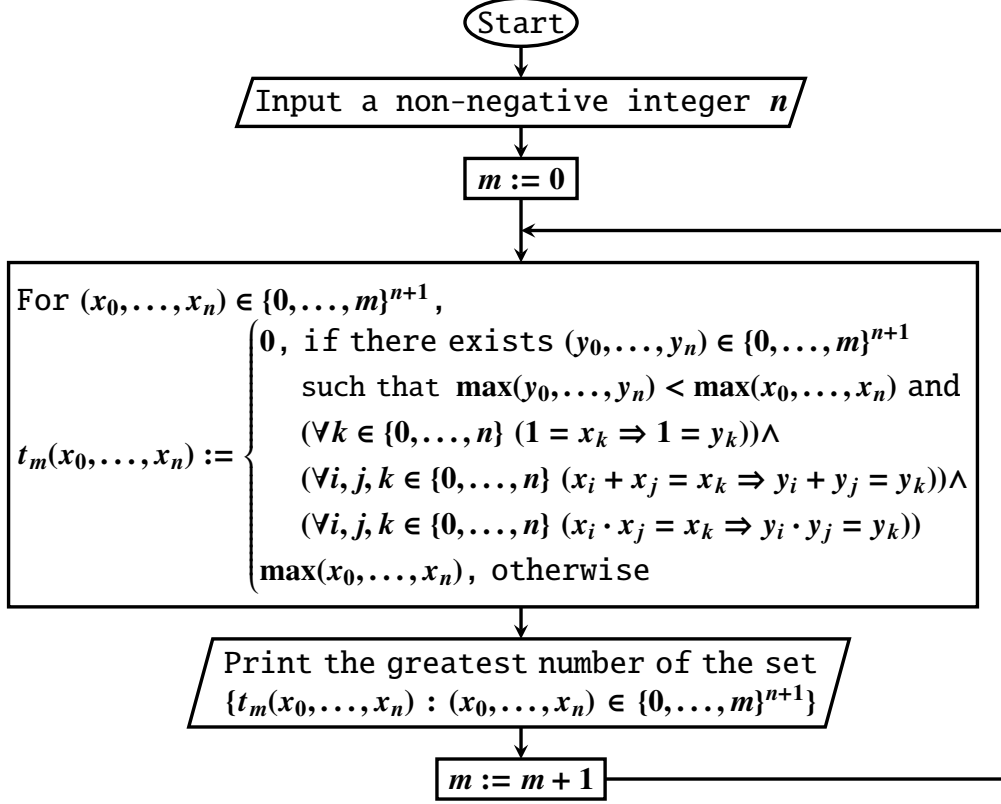 Start
Input a non-negative integer n
m := 0
For (x₀, . . . , xₙ) ∈ {0, . . . , m}ⁿ⁺¹,
0, if there exists (y₀, . . . , yₙ) ∈ {0, . . . , m}ⁿ⁺¹
such that max(y₀, . . . , yₙ) < max(x₀, . . . , xₙ) and
(∀k ∈ {0, . . . , n} (1 = xₖ ⇒ 1 = yₖ))∧
tₘ(x₀, . . . , xₙ) := (∀i, j, k ∈ {0, . . . , n} (xᵢ + xⱼ = xₖ ⇒ yᵢ + yⱼ = yₖ))∧
(∀i, j, k ∈ {0, . . . , n} (xᵢ · xⱼ = xₖ ⇒ yᵢ · yⱼ = yₖ))
max(x₀, . . . , xₙ), otherwise
Print the greatest number of the set
{tₘ(x₀, . . . , xₙ) : (x₀, . . . , xₙ) ∈ {0, . . . , m}ⁿ⁺¹}
m := m + 1